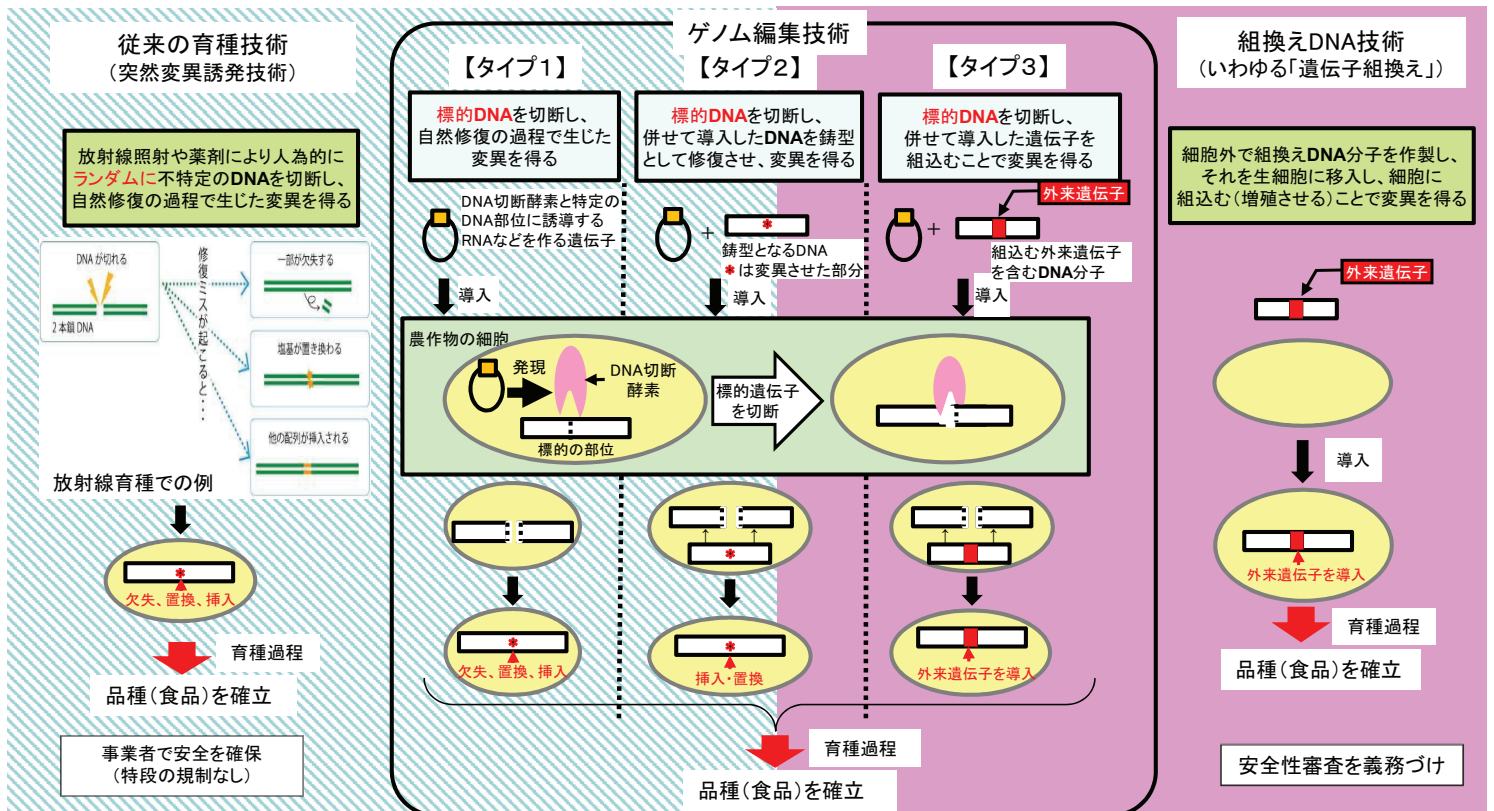 従来の育種技術
（突然変異誘発技術）
放射線照射や薬剤により人為的に
ランダムに不特定のDNAを切断し、
自然修復の過程で生じた変異を得る
DNAが切れる
2本鎖DNA
修復ミスが起こると・・・
一部が欠失する
塩基が置き換わる
他の配列が挿入される
放射線育種での例
*
欠失、置換、挿入
育種過程
品種（食品）を確立
事業者で安全を確保
（特段の規制なし）
ゲノム編集技術
【タイプ1】
標的DNAを切断し、
自然修復の過程で生じた
変異を得る
DNA切断酵素と特定の
DNA部位に誘導する
RNAなどを作る遺伝子
導入
【タイプ2】
標的DNAを切断し、
併せて導入したDNAを鋳型
として修復させ、変異を得る
+
*
鋳型となるDNA
*は変異させた部分
導入
【タイプ3】
標的DNAを切断し、
併せて導入した遺伝子を
組込むことで変異を得る
外来遺伝子
+
組込む外来遺伝子
を含むDNA分子
導入
農作物の細胞
発現
DNA切断
酵素
標的の部位
標的遺伝子
を切断
*
欠失、置換、挿入
*
*
挿入・置換
外来遺伝子を導入
育種過程
品種（食品）を確立
組換えDNA技術
（いわゆる「遺伝子組換え」）
細胞外で組換えDNA分子を作製し、
それを生細胞に移入し、細胞に
組込む（増殖させる）ことで変異を得る
外来遺伝子
導入
外来遺伝子を導入
育種過程
品種（食品）を確立
安全性審査を義務づけ